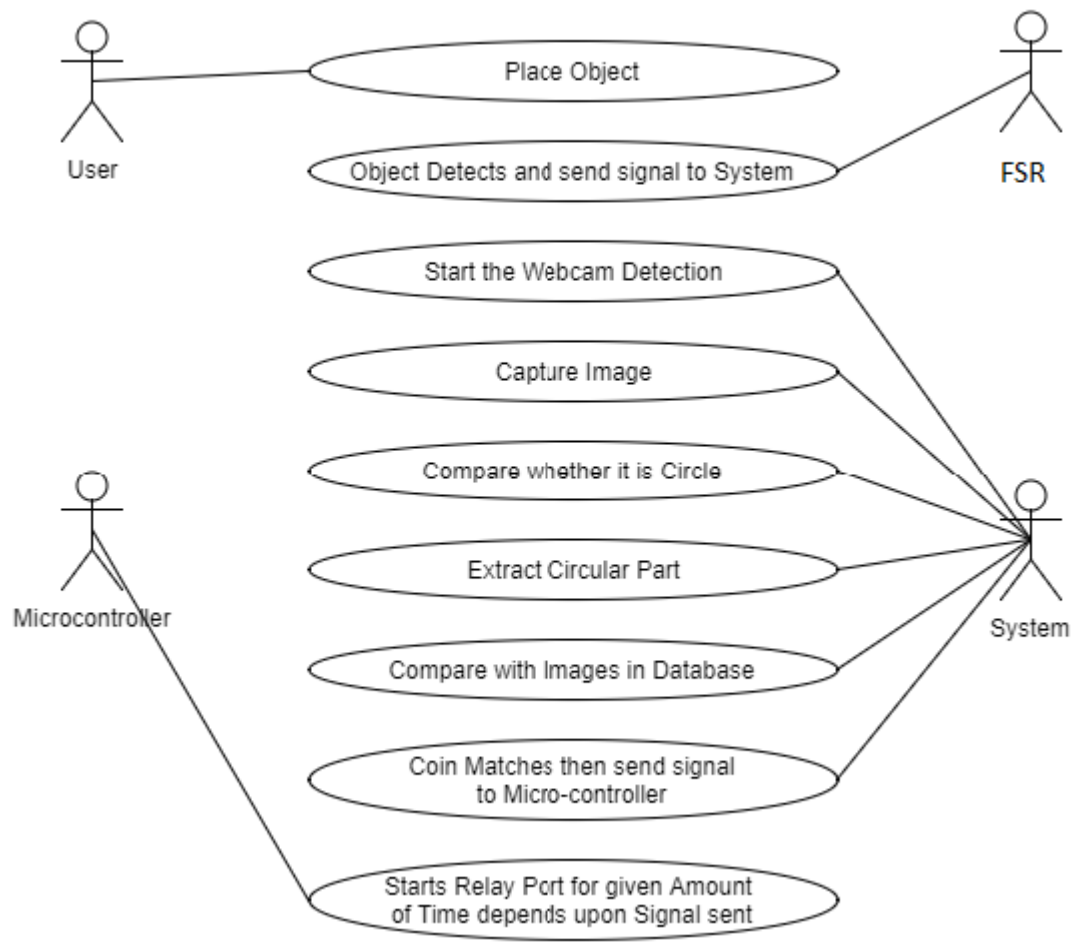 Place Object
User
Object Detects and send signal to System
FSR
Start the Webcam Detection
Capture Image
Compare whether it is Circle
Extract Circular Part
Microcontroller
System
Compare with Images in Database
Coin Matches then send signal
to Micro-controller
Starts Relay Port for given Amount
of Time depends upon Signal sent